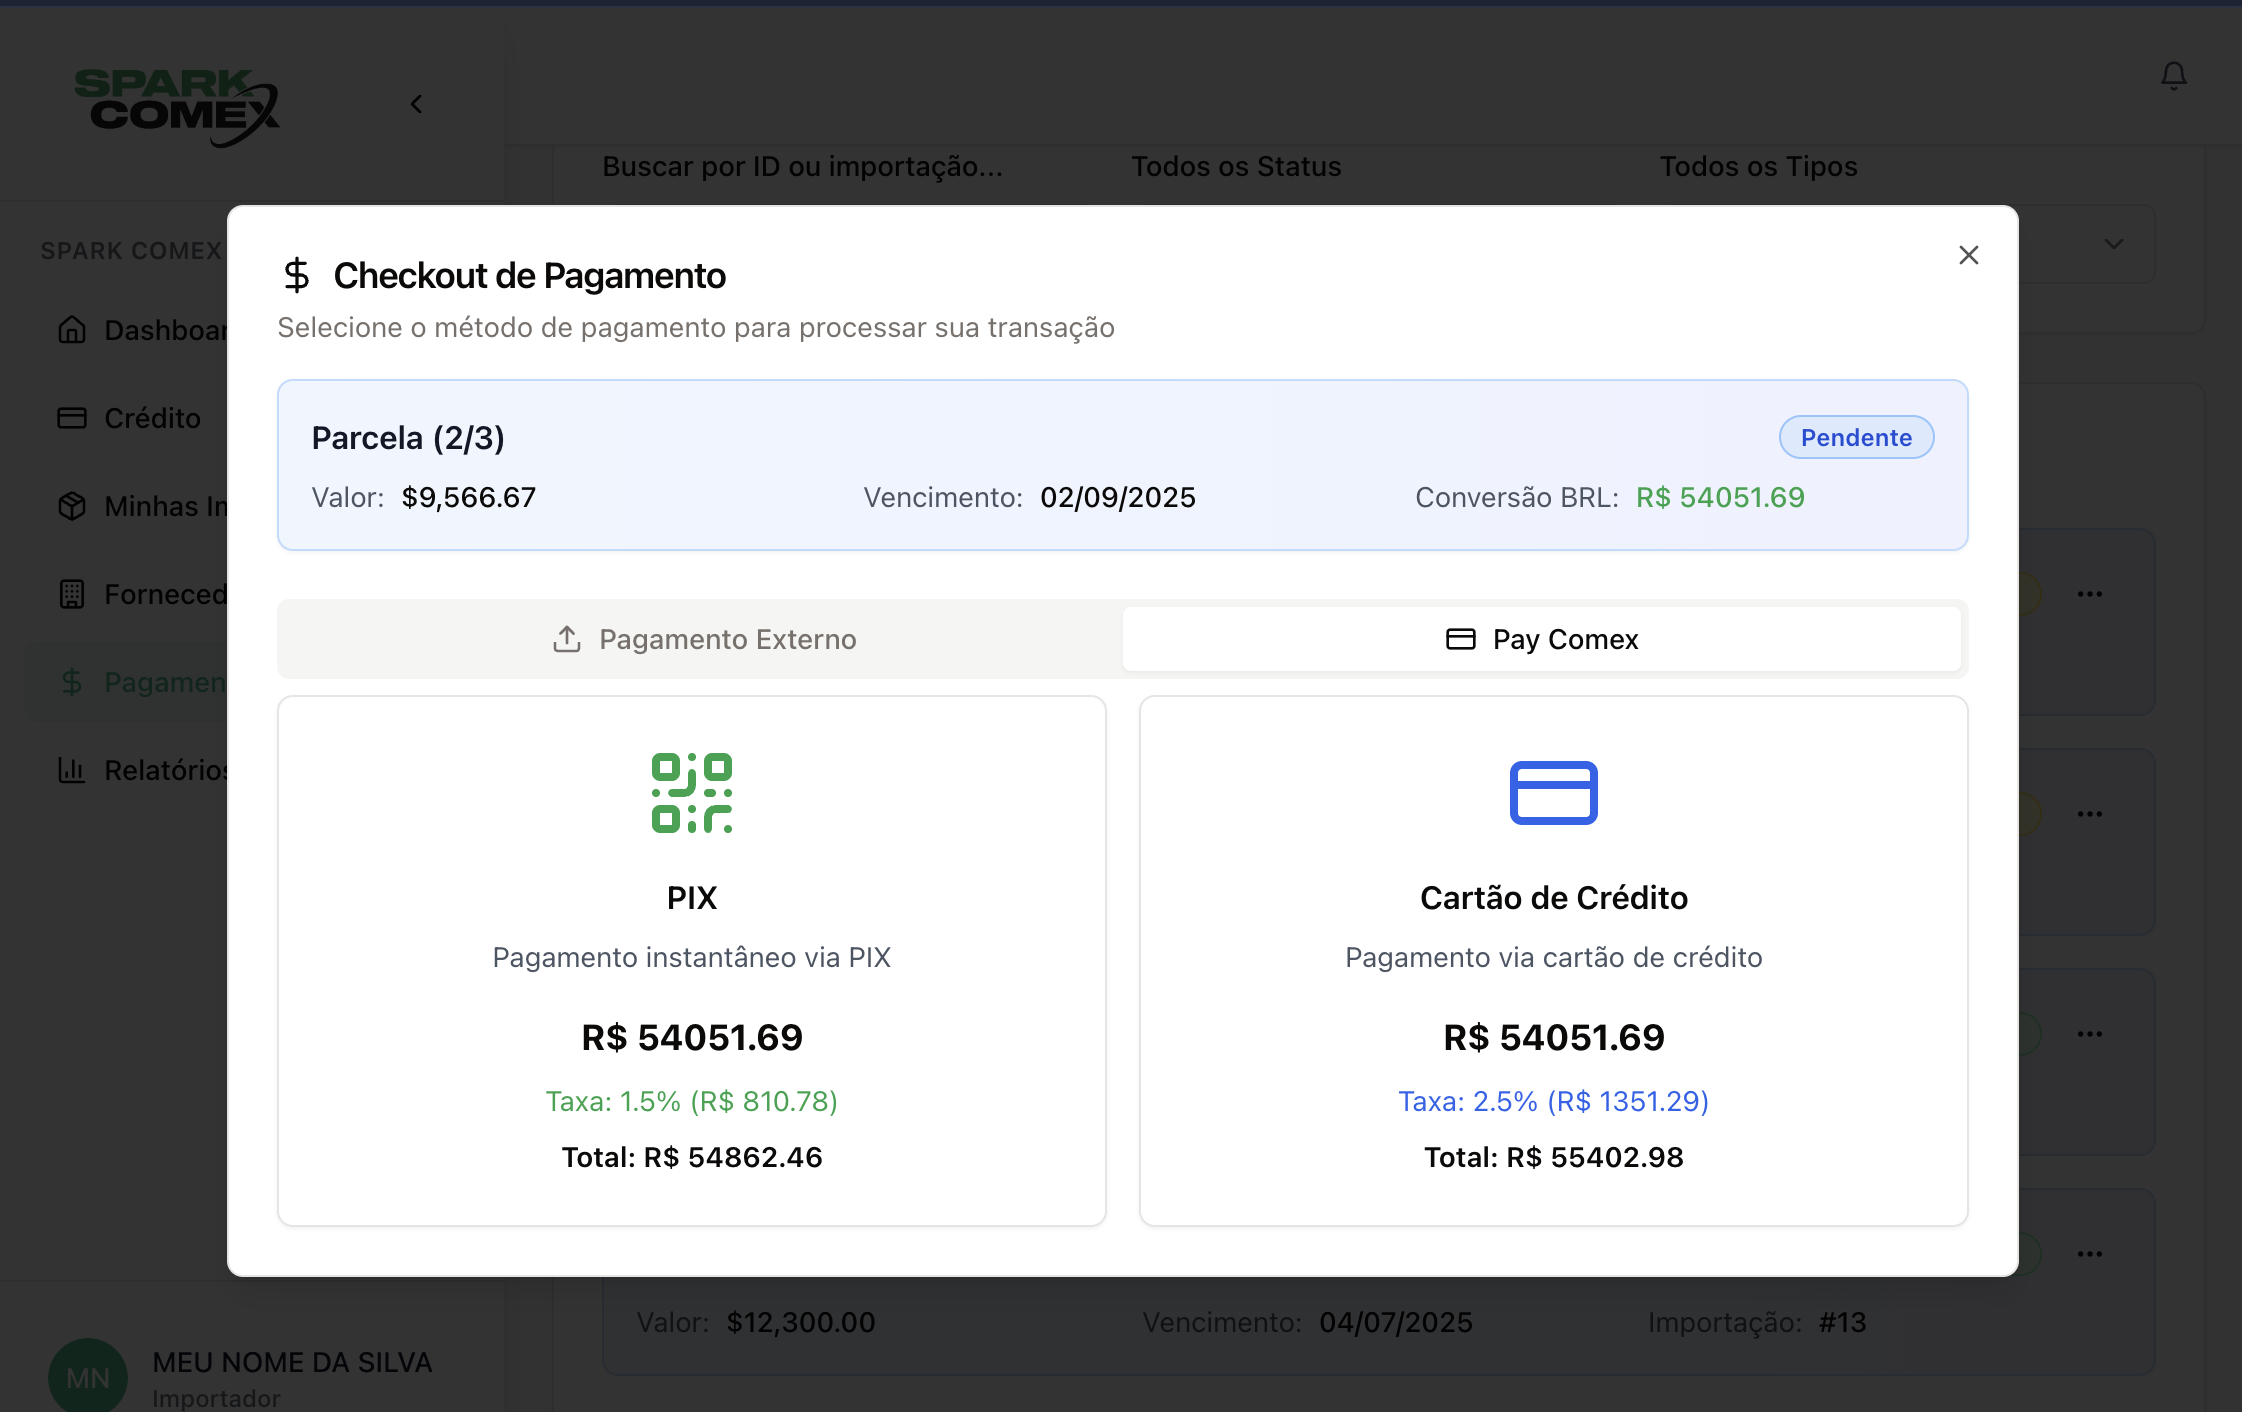 SPARK
COMEX
Buscar por ID ou importação...
Todos os Status
Todos os Tipos
SPARK COMEX
Dashboar
Crédito
Minhas In
Forneced
Pagamen
Relatórios
Checkout de Pagamento
Selecione o método de pagamento para processar sua transação
Parcela (2/3)
Pendente
Valor: $9,566.67
Vencimento: 02/09/2025
Conversão BRL: R$ 54051.69
Pagamento Externo
Pay Comex
PIX
Pagamento instantâneo via PIX
R$ 54051.69
Taxa: 1.5% (R$ 810.78)
Total: R$ 54862.46
Cartão de Crédito
Pagamento via cartão de crédito
R$ 54051.69
Taxa: 2.5% (R$ 1351.29)
Total: R$ 55402.98
Valor: $12,300.00
Vencimento: 04/07/2025
Importação: #13
MN
MEU NOME DA SILVA
Importador